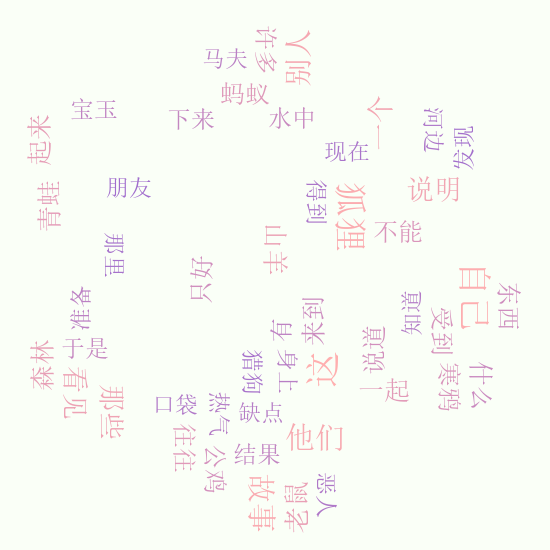 许多
别人
马夫
蚂蚁
宝玉
下来
水中
一个
河边
朋友
起来
现在
朋友
青蛙
得到
狐狸
说明
不能
那里
山羊
只好
自己
东西
准备
来到
知道
受到
有
说道
于是
森林
看见
猎狗
身上
这
一起
寒鸦
什么
那些
口袋
热气
缺点
往往
公鸡
结果
他们
故事
老鼠
恶人